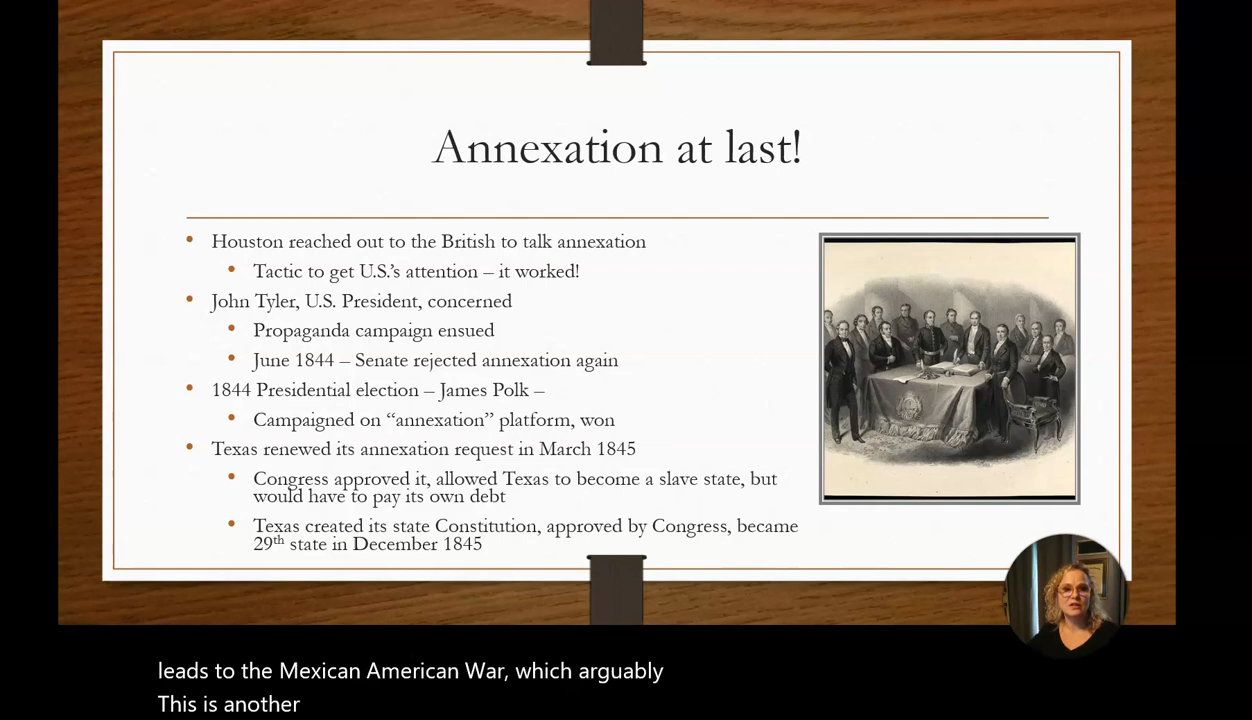 Annexation at last!
• Houston reached out to the British to talk annexation
• Tactic to get U.S.’s attention – it worked!
• John Tyler, U.S. President, concerned
• Propaganda campaign ensued
• June 1844 – Senate rejected annexation again
• 1844 Presidential election – James Polk –
• Campaigned on “annexation” platform, won
• Texas renewed its annexation request in March 1845
• Congress approved it, allowed Texas to become a slave state, but
would have to pay its own debt
• Texas created its state Constitution, approved by Congress, became
29th state in December 1845
leads to the Mexican American War, which arguably
This is another